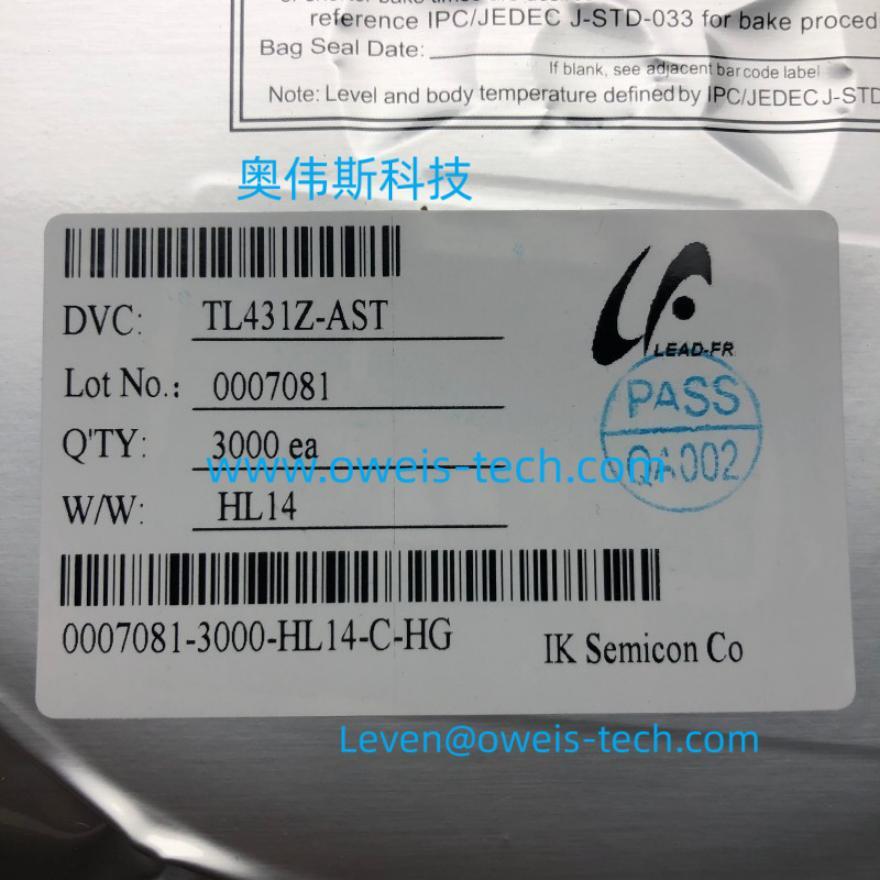 reference IPC/JEDEC J-STD-033 for bake proced
Bag Seal Date:
If blank, see adjacent bar code label
Note: Level and body temperature defined by IPC/JEDEC J-STD
奥伟斯科技
DVC: TL431Z-AST
LEAD-FR
Lot No.: 0007081
PASS
Q'TY: 3000 ea
www.oweis-tech.com
QA002
W/W: HL14
0007081-3000-HL14-C-HG
IK Semicon Co
Leven@oweis-tech.com